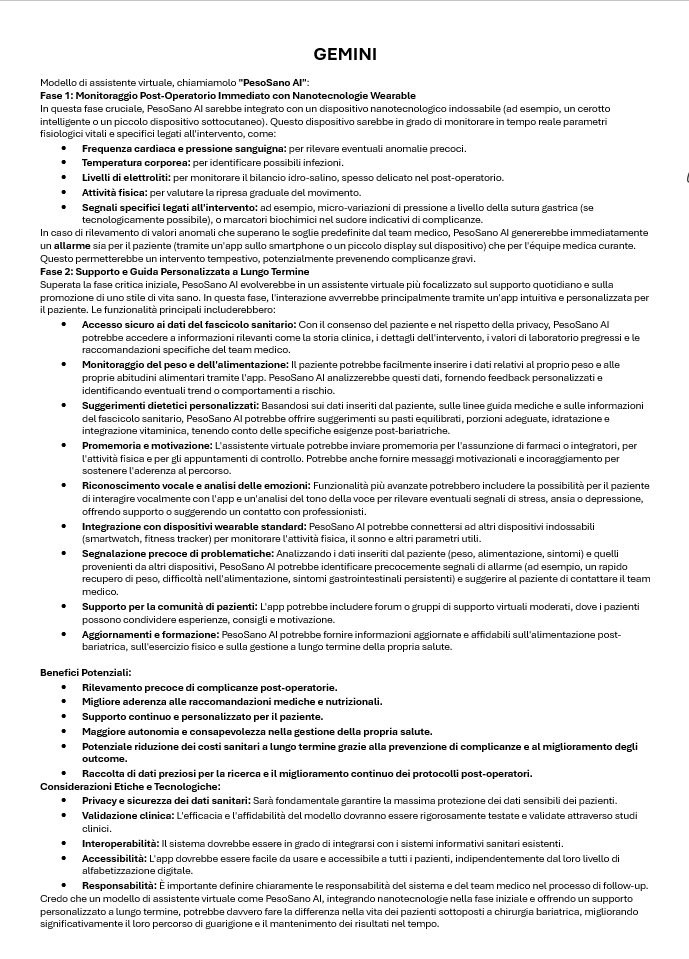 GEMINI
Modello di assistente virtuale, chiamiamolo "PesoSano AI":
Fase 1: Monitoraggio Post-Operatorio Immediato con Nanotecnologie Wearable
In questa fase cruciale, PesoSano AI sarebbe integrato con un dispositivo nanotecnologico indossabile (ad esempio, un cerotto
intelligente o un piccolo dispositivo sottocutaneo). Questo dispositivo sarebbe in grado di monitorare in tempo reale parametri
fisiologici vitali e specifici legati all'intervento, come:
• Frequenza cardiaca e pressione sanguigna: per rilevare eventuali anomalie precoci.
• Temperatura corporea: per identificare possibili infezioni.
• Livelli di elettroliti: per monitorare il bilancio idro-salino, spesso delicato nel post-operatorio.
• Attività fisica: per valutare la ripresa graduale del movimento.
• Segnali specifici legati all'intervento: ad esempio, micro-variazioni di pressione a livello della sutura gastrica (se
tecnologicamente possibile), o marcatori biochimici nel sudore indicativi di complicanze.
In caso di rilevamento di valori anomali che superano le soglie predefinite dal team medico, PesoSano AI genererebbe immediatamente
un allarme sia per il paziente (tramite un'app sullo smartphone o un piccolo display sul dispositivo) che per l'équipe medica curante.
Questo permetterebbe un intervento tempestivo, potenzialmente prevenendo complicanze gravi.
Fase 2: Supporto e Guida Personalizzata a Lungo Termine
Superata la fase critica iniziale, PesoSano AI evolverebbe in un assistente virtuale più focalizzato sul supporto quotidiano e sulla
promozione di uno stile di vita sano. In questa fase, l'interazione avverrebbe principalmente tramite un'app intuitiva e personalizzata per
il paziente. Le funzionalità principali includerebbero:
• Accesso sicuro ai dati del fascicolo sanitario: Con il consenso del paziente e nel rispetto della privacy, PesoSano AI
potrebbe accedere a informazioni rilevanti come la storia clinica, i dettagli dell'intervento, i valori di laboratorio pregressi e le
raccomandazioni specifiche del team medico.
• Monitoraggio del peso e dell'alimentazione: Il paziente potrebbe facilmente inserire i dati relativi al proprio peso e alle
proprie abitudini alimentari tramite l'app. PesoSano AI analizzerebbe questi dati, fornendo feedback personalizzati e
identificando eventuali trend o comportamenti a rischio.
• Suggerimenti dietetici personalizzati: Basandosi sui dati inseriti dal paziente, sulle linee guida mediche e sulle informazioni
del fascicolo sanitario, PesoSano AI potrebbe offrire suggerimenti su pasti equilibrati, porzioni adeguate, idratazione e
integrazione vitaminica, tenendo conto delle specifiche esigenze post-bariatriche.
• Promemoria e motivazione: L'assistente virtuale potrebbe inviare promemoria per l'assunzione di farmaci o integratori, per
l'attività fisica e per gli appuntamenti di controllo. Potrebbe anche fornire messaggi motivazionali e incoraggiamento per
sostenere l'aderenza al percorso.
• Riconoscimento vocale e analisi delle emozioni: Funzionalità più avanzate potrebbero includere la possibilità per il paziente
di interagire vocalmente con l'app e un'analisi del tono della voce per rilevare eventuali segnali di stress, ansia o depressione,
offrendo supporto o suggerendo un contatto con professionisti.
• Integrazione con dispositivi wearable standard: PesoSano AI potrebbe connettersi ad altri dispositivi indossabili
(smartwatch, fitness tracker) per monitorare l'attività fisica, il sonno e altri parametri utili.
• Segnalazione precoce di problematiche: Analizzando i dati inseriti dal paziente (peso, alimentazione, sintomi) e quelli
provenienti da altri dispositivi, PesoSano AI potrebbe identificare precocemente segnali di allarme (ad esempio, un rapido
recupero di peso, difficoltà nell'alimentazione, sintomi gastrointestinali persistenti) e suggerire al paziente di contattare il team
medico.
• Supporto per la comunità di pazienti: L'app potrebbe includere forum o gruppi di supporto virtuali moderati, dove i pazienti
possono condividere esperienze, consigli e motivazione.
• Aggiornamenti e formazione: PesoSano AI potrebbe fornire informazioni aggiornate e affidabili sull'alimentazione post-
bariatrica, sull'esercizio fisico e sulla gestione a lungo termine della propria salute.
Benefici Potenziali:
• Rilevamento precoce di complicanze post-operatorie.
• Migliore aderenza alle raccomandazioni mediche e nutrizionali.
• Supporto continuo e personalizzato per il paziente.
• Maggiore autonomia e consapevolezza nella gestione della propria salute.
• Potenziale riduzione dei costi sanitari a lungo termine grazie alla prevenzione di complicanze e al miglioramento degli
outcome.
• Raccolta di dati preziosi per la ricerca e il miglioramento continuo dei protocolli post-operatori.
Considerazioni Etiche e Tecnologiche:
• Privacy e sicurezza dei dati sanitari: Sarà fondamentale garantire la massima protezione dei dati sensibili dei pazienti.
• Validazione clinica: L'efficacia e l'affidabilità del modello dovranno essere rigorosamente testate e validate attraverso studi
clinici.
• Interoperabilità: Il sistema dovrebbe essere in grado di integrarsi con i sistemi informativi sanitari esistenti.
• Accessibilità: L'app dovrebbe essere facile da usare e accessibile a tutti i pazienti, indipendentemente dal loro livello di
alfabetizzazione digitale.
• Responsabilità: È importante definire chiaramente le responsabilità del sistema e del team medico nel processo di follow-up.
Credo che un modello di assistente virtuale come PesoSano AI, integrando nanotecnologie nella fase iniziale e offrendo un supporto
personalizzato a lungo termine, potrebbe davvero fare la differenza nella vita dei pazienti sottoposti a chirurgia bariatrica, migliorando
significativamente il loro percorso di guarigione e il mantenimento dei risultati nel tempo.